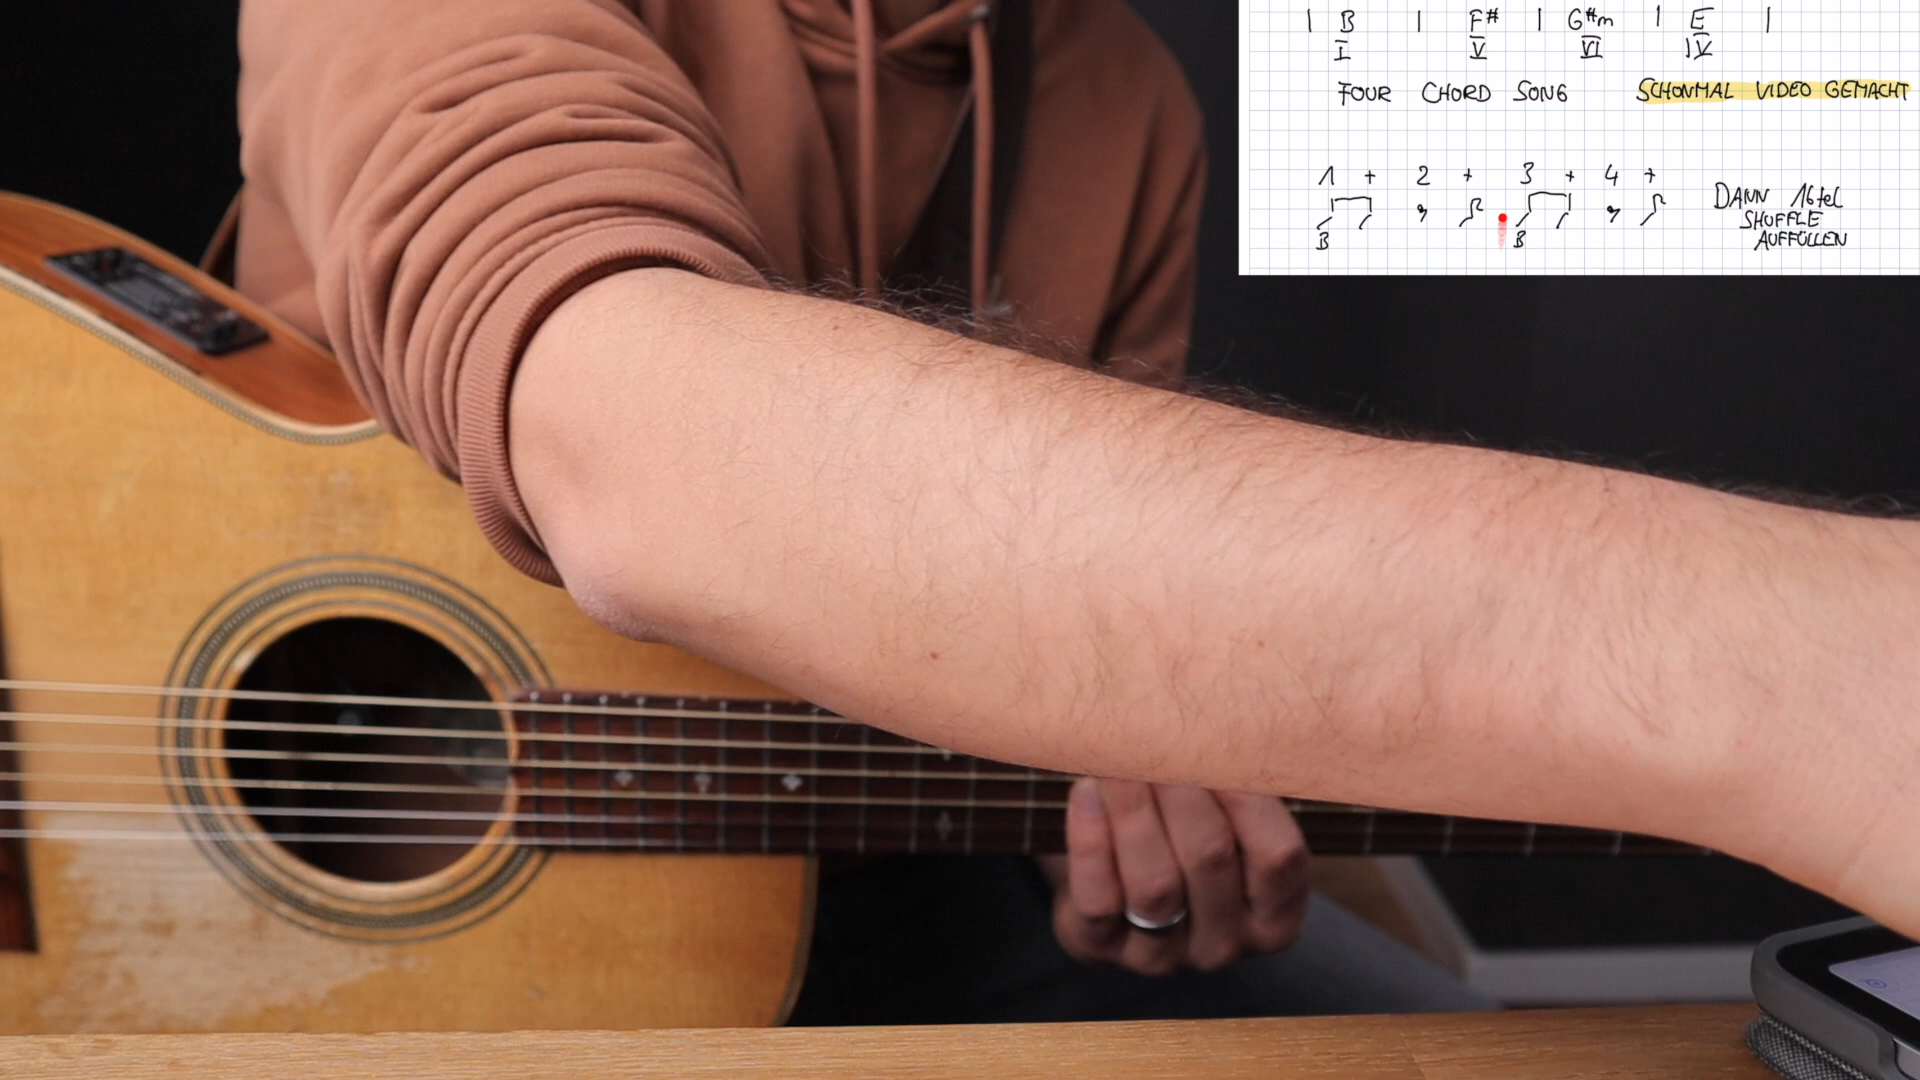 | B | F# | G#m | E |
I V VI IV
FOUR CHORD SONG SCHONMAL VIDEO GEMACHT
1 + 2 + 3 + 4 +
B B
DANN 16tel
SHUFFLE
AUFFÜLLEN